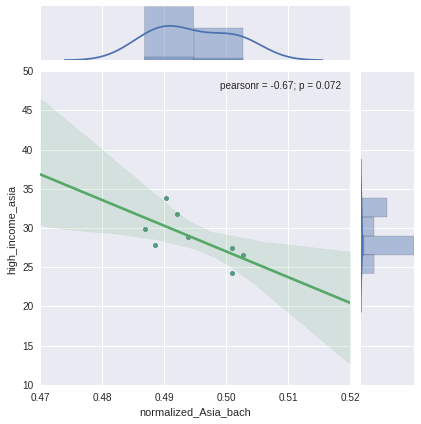 pearsonr = -0.67; p = 0.072
50
45
40
35
30
25
20
15
10
high_income_asia
0.47 0.48 0.49 0.50 0.51 0.52
normalized_Asia_bach